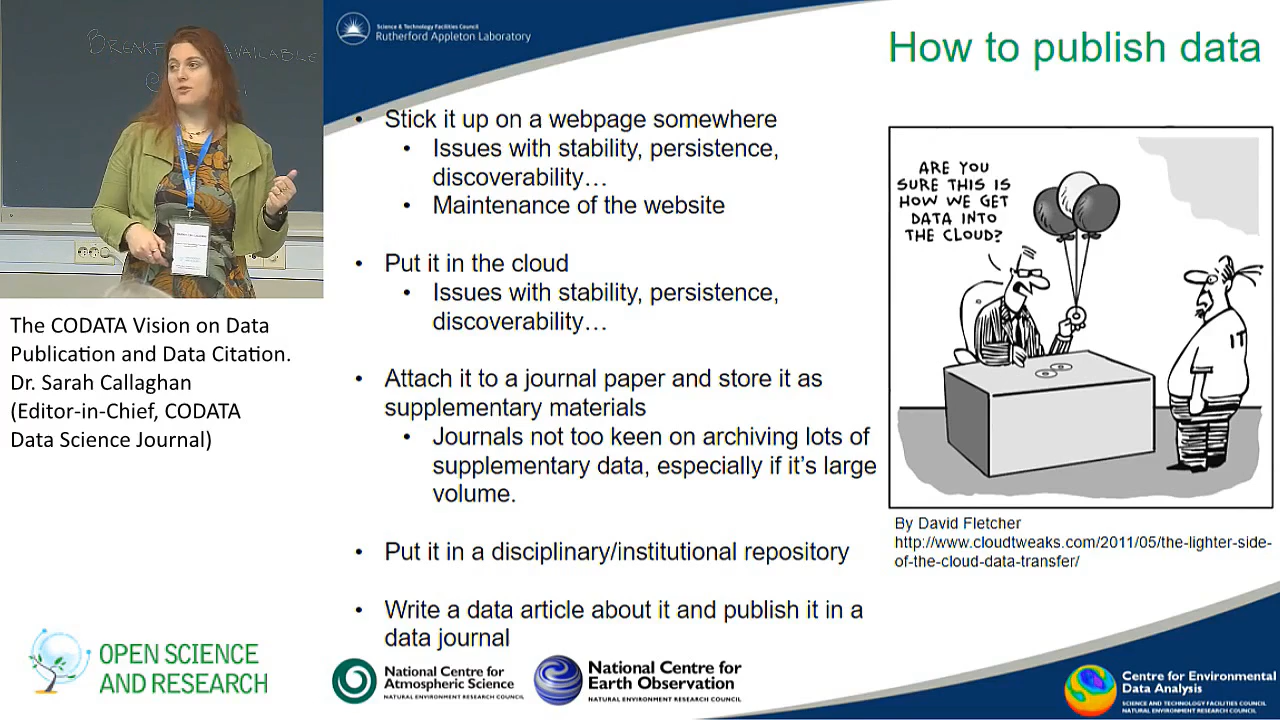 BREAKF AVAILABLE
@
The CODATA Vision on Data
Publication and Data Citation.
Dr. Sarah Callaghan
(Editor-in-Chief, CODATA
Data Science Journal)
OPEN SCIENCE
AND RESEARCH
Science & Technology Facilities Council
Rutherford Appleton Laboratory
How to publish data
• Stick it up on a webpage somewhere
• Issues with stability, persistence,
discoverability…
• Maintenance of the website
• Put it in the cloud
• Issues with stability, persistence,
discoverability…
• Attach it to a journal paper and store it as
supplementary materials
• Journals not too keen on archiving lots of
supplementary data, especially if it’s large
volume.
• Put it in a disciplinary/institutional repository
• Write a data article about it and publish it in a
data journal
ARE YOU
SURE THIS IS
HOW WE GET
DATA INTO
THE CLOUD?
IT
By David Fletcher
http://www.cloudtweaks.com/2011/05/the-lighter-side-
of-the-cloud-data-transfer/
National Centre for
Atmospheric Science
NATURAL ENVIRONMENT RESEARCH COUNCIL
National Centre for
Earth Observation
NATURAL ENVIRONMENT RESEARCH COUNCIL
Centre for Environmental
Data Analysis
SCIENCE AND TECHNOLOGY FACILITIES COUNCIL
NATURAL ENVIRONMENT RESEARCH COUNCIL